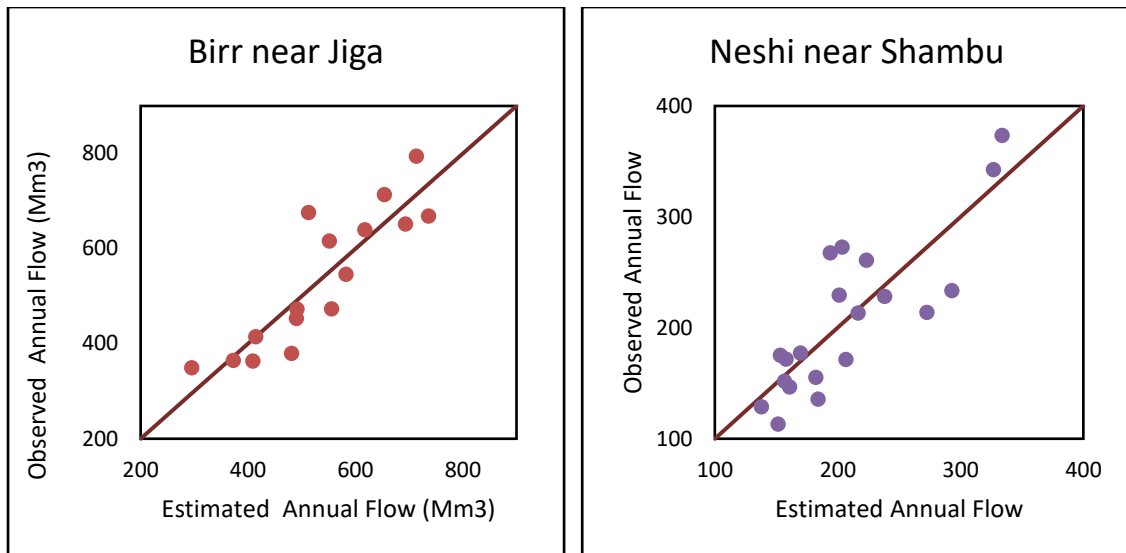 Birr near Jiga
Observed  Annual Flow (Mm3)
800
600
400
200
200 400 600 800
Estimated  Annual Flow (Mm3)
Neshi near Shambu
Observed Annual Flow
400
300
200
100
100 200 300 400
Estimated Annual Flow